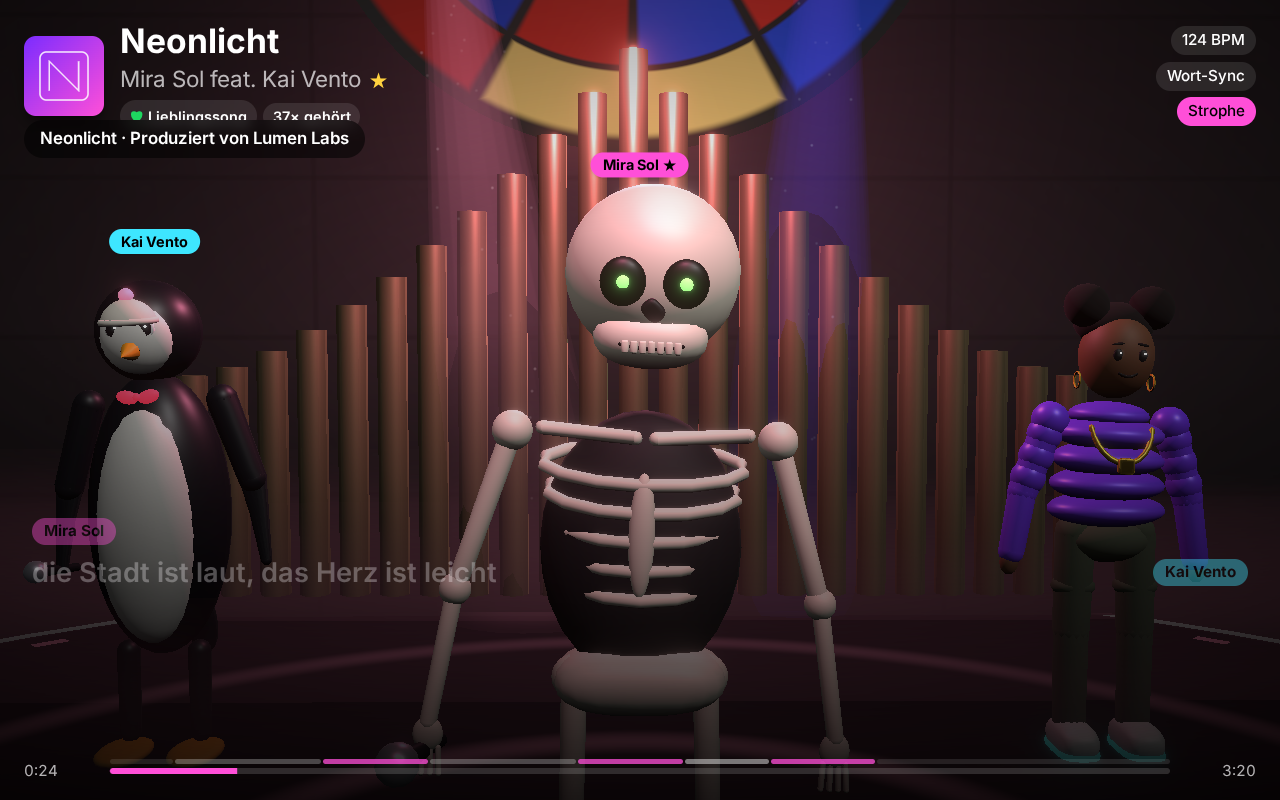 N
Neonlicht
Mira Sol feat. Kai Vento ★
Lieblingssong
37× gehört
Neonlicht · Produziert von Lumen Labs
124 BPM
Wort-Sync
Strophe
Mira Sol ★
Kai Vento
Mira Sol
die Stadt ist laut, das Herz ist leicht
Kai Vento
0:24
3:20